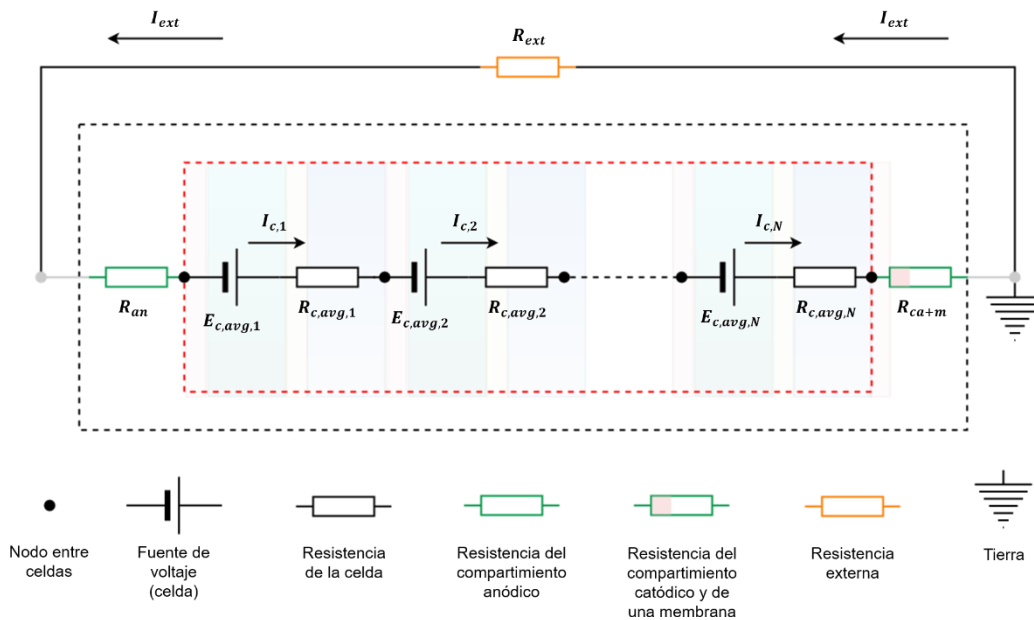 I_ext
I_ext
R_ext
I_c,1
I_c,2
I_c,N
R_an
E_c,avg,1
R_c,avg,1
E_c,avg,2
R_c,avg,2
E_c,avg,N
R_c,avg,N
R_ca+m
Nodo entre
celdas
Fuente de
voltaje
(celda)
Resistencia
de la celda
Resistencia del
compartimiento
anódico
Resistencia del
compartimiento
catódico y de
una membrana
Resistencia
externa
Tierra